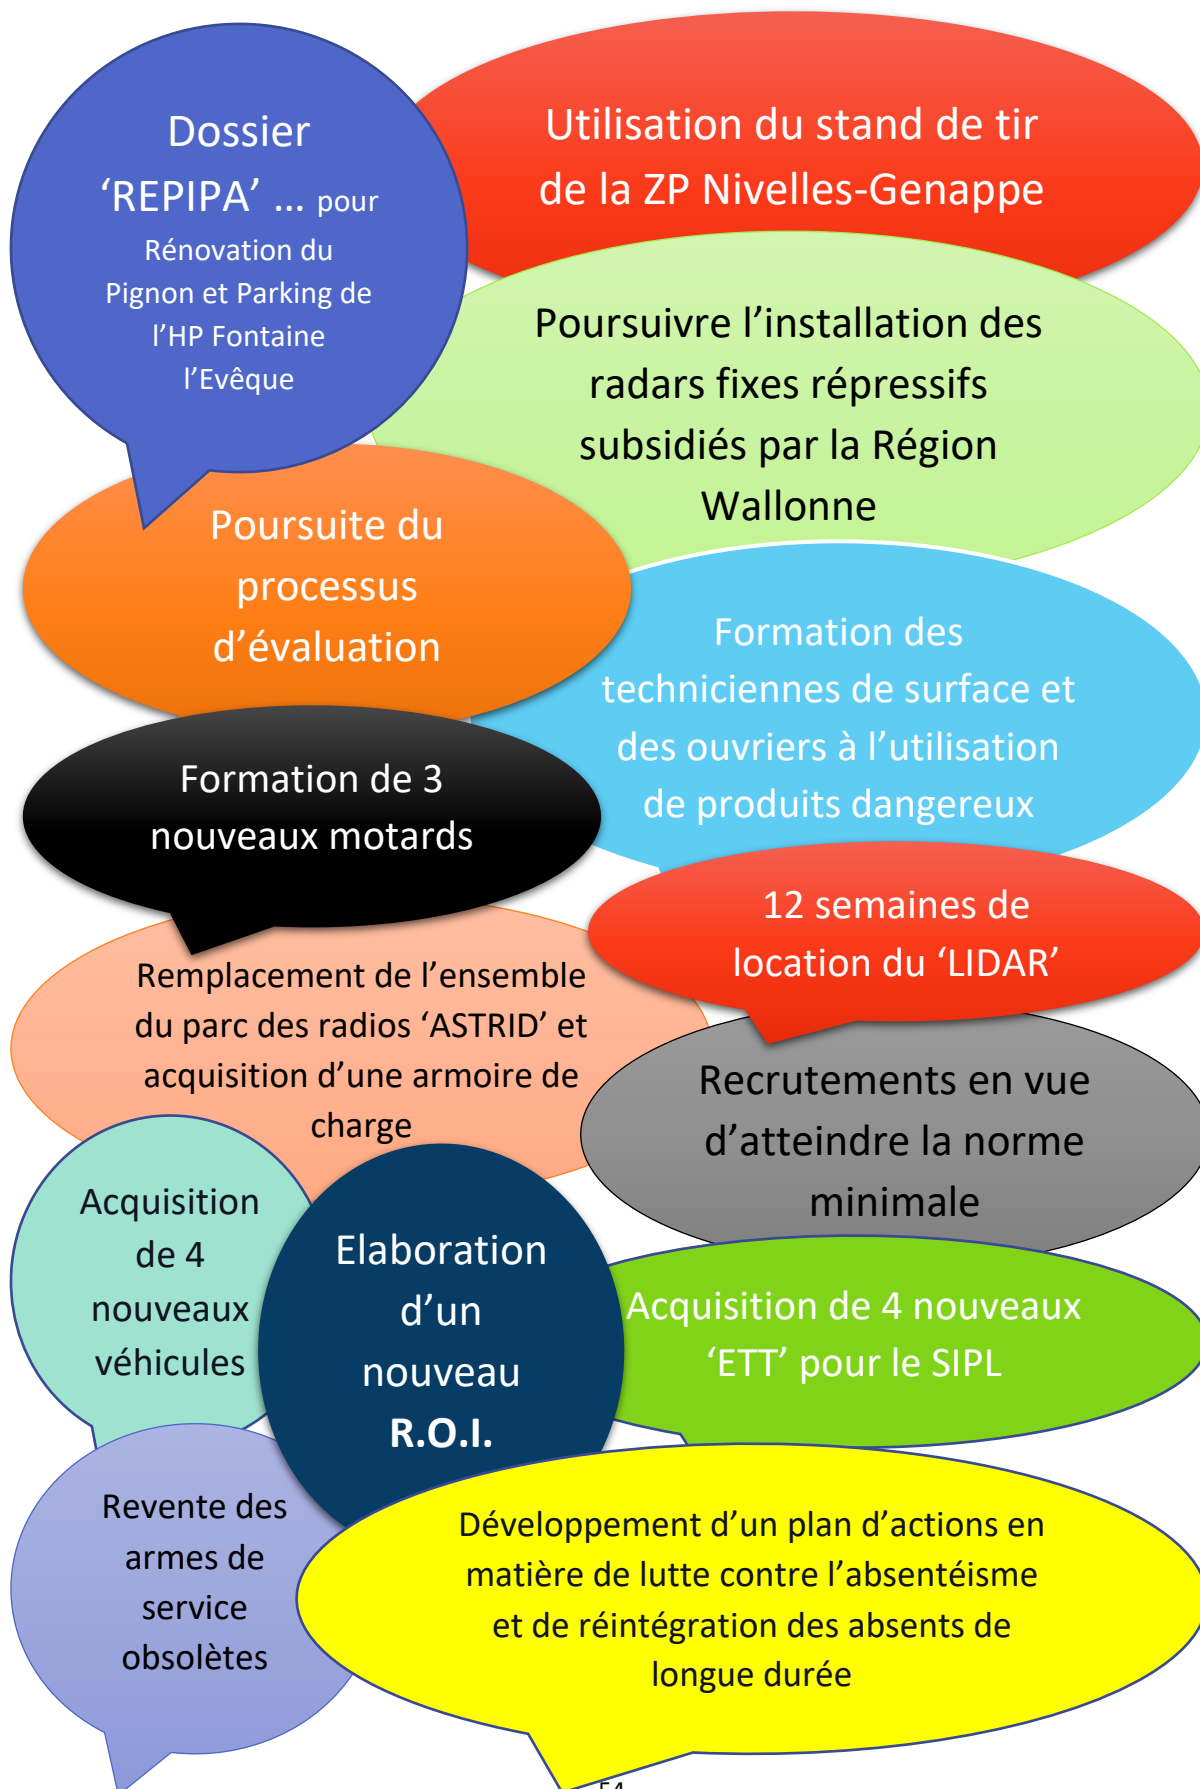 Dossier
‘REPIPA’ ... pour
Rénovation du
Pignon et Parking de
l’HP Fontaine
l’Evêque
Utilisation du stand de tir
de la ZP Nivelles-Genappe
Poursuivre l’installation des
radars fixes répressifs
subsidiés par la Région
Wallonne
Poursuite du
processus
d’évaluation
Formation des
techniciennes de surface et
des ouvriers à l’utilisation
de produits dangereux
Formation de 3
nouveaux motards
12 semaines de
location du ‘LIDAR’
Remplacement de l’ensemble
du parc des radios ‘ASTRID’ et
acquisition d’une armoire de
charge
Recrutements en vue
d’atteindre la norme
minimale
Acquisition
de 4
nouveaux
véhicules
Elaboration
d’un
nouveau
R.O.I.
Acquisition de 4 nouveaux
‘ETT’ pour le SIPL
Revente des
armes de
service
obsolètes
Développement d’un plan d’actions en
matière de lutte contre l’absentéisme
et de réintégration des absents de
longue durée
54